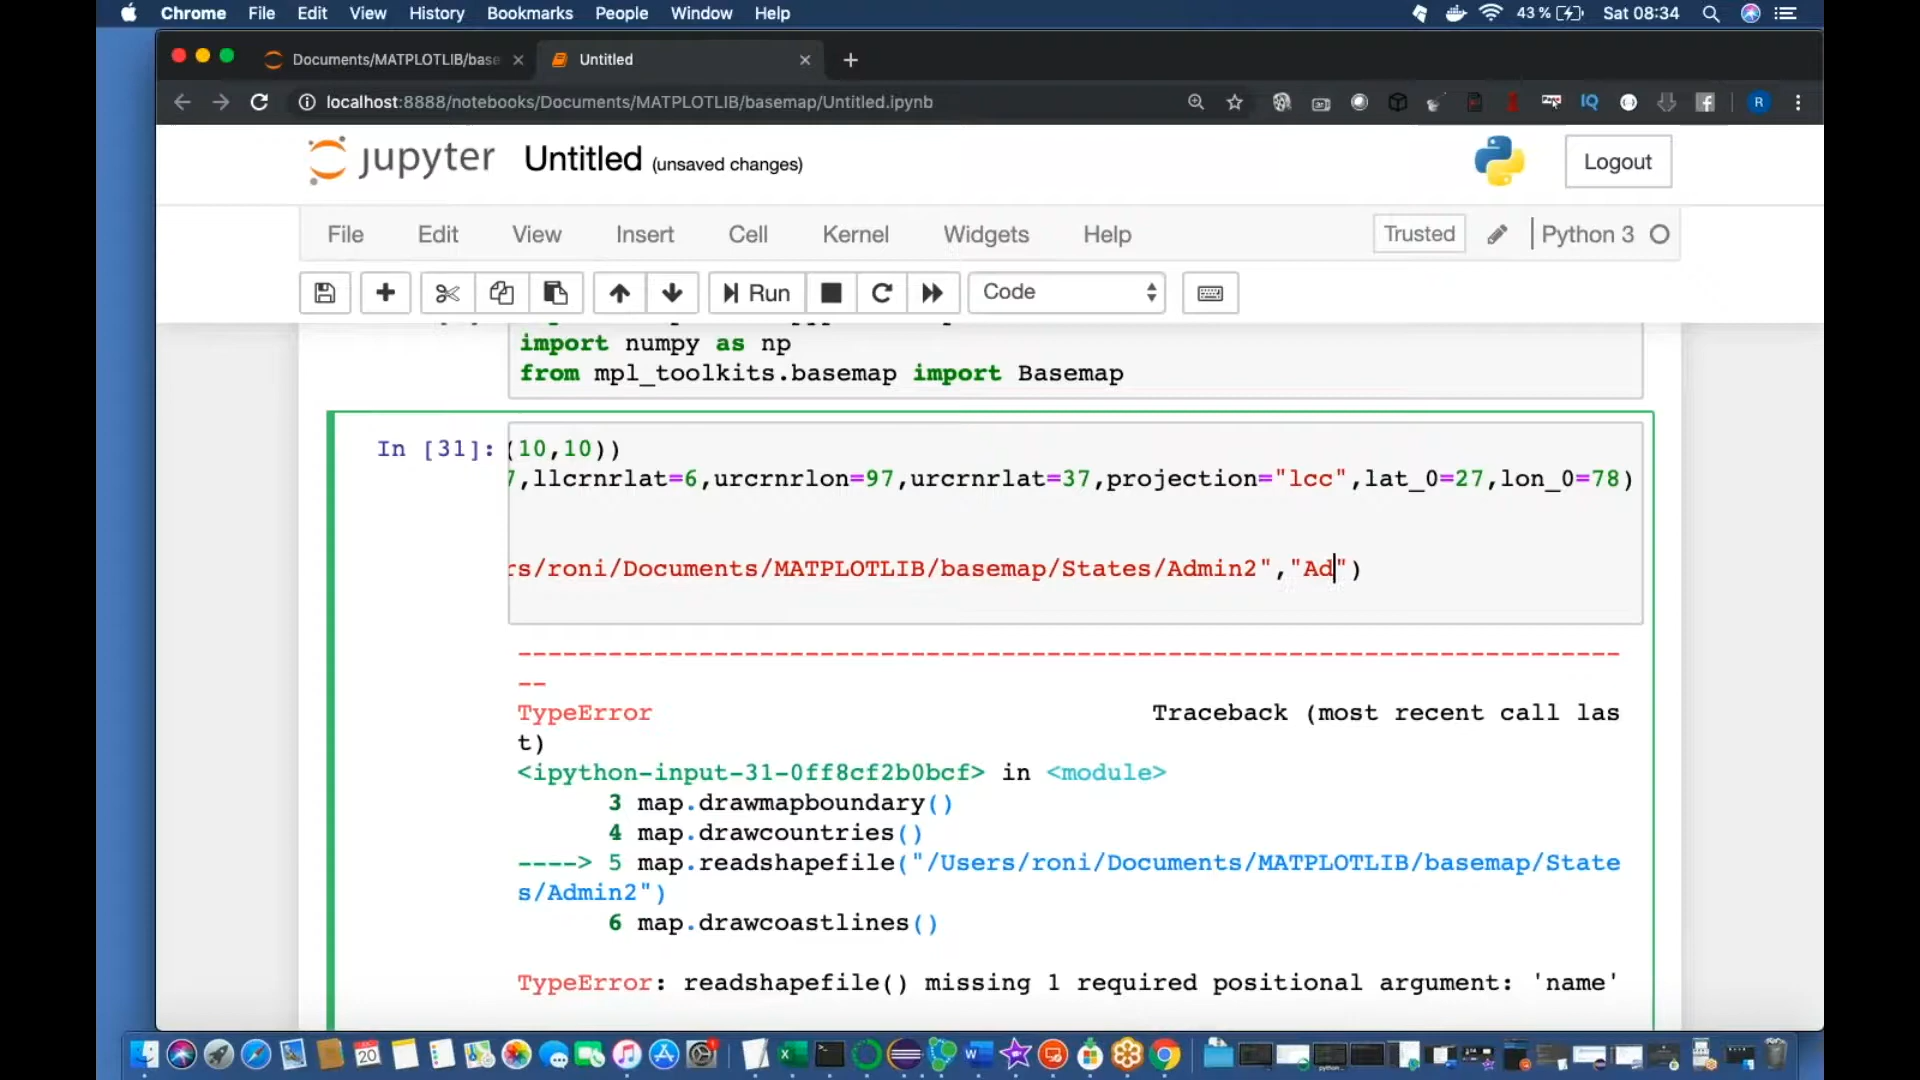 Chrome File Edit View History Bookmarks People Window Help 43 % Sat 08:34
Documents/MATPLOTLIB/base Untitled
localhost:8888/notebooks/Documents/MATPLOTLIB/basemap/Untitled.ipynb IQ R
jupyter Untitled (unsaved changes) Logout
File Edit View Insert Cell Kernel Widgets Help Trusted Python 3
Run Code
import numpy as np
from mpl_toolkits.basemap import Basemap
In [31]: (10,10))
7,llcrnrlat=6,urcrnrlon=97,urcrnrlat=37,projection="lcc",lat_0=27,lon_0=78)
rs/roni/Documents/MATPLOTLIB/basemap/States/Admin2","Ad")
---------------------------------------------------------------------------
--
TypeError Traceback (most recent call las
t)
<ipython-input-31-0ff8cf2b0bcf> in <module>
3 map.drawmapboundary()
4 map.drawcountries()
----> 5 map.readshapefile("/Users/roni/Documents/MATPLOTLIB/basemap/State
s/Admin2")
6 map.drawcoastlines()
TypeError: readshapefile() missing 1 required positional argument: 'name'
20